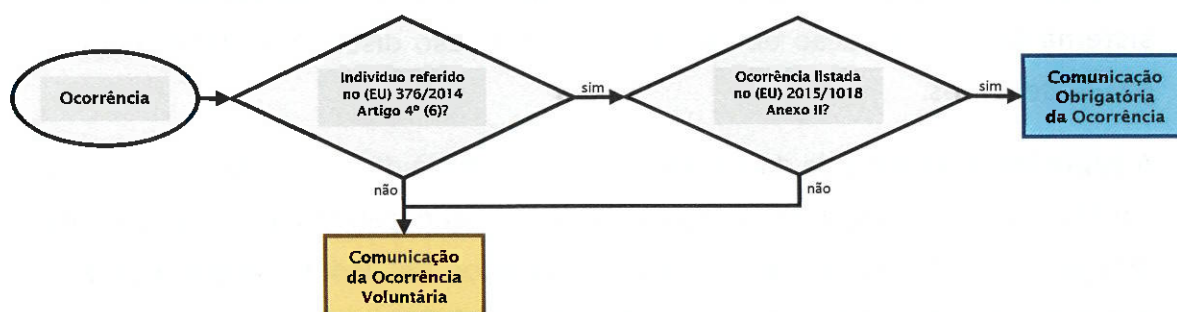 Ocorrência
Individuo referido
no (EU) 376/2014
Artigo 4º (6)?
sim
Ocorrência listada
no (EU) 2015/1018
Anexo II?
sim
Comunicação
Obrigatória
da Ocorrência
não
não
Comunicação
da Ocorrência
Voluntária